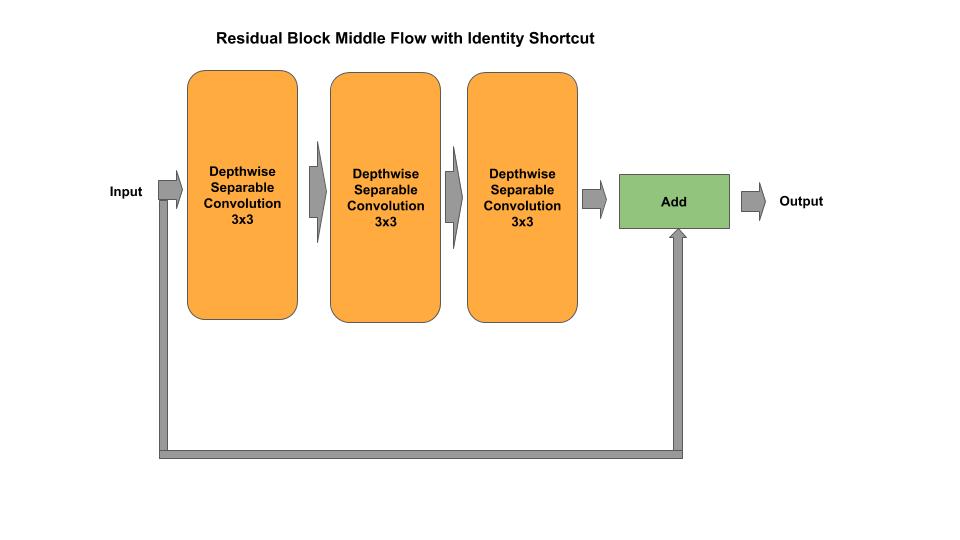 Residual Block Middle Flow with Identity Shortcut
Input
Depthwise
Separable
Convolution
3x3
Depthwise
Separable
Convolution
3x3
Depthwise
Separable
Convolution
3x3
Add
Output